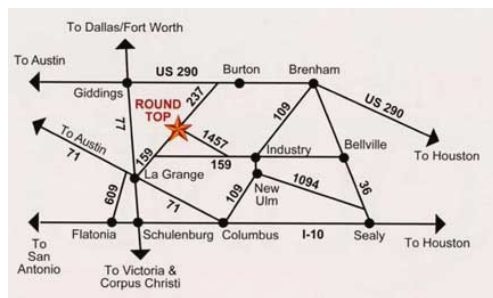 To Dallas/Fort Worth
To Austin
US 290
Burton
Brenham
Giddings
ROUND
TOP
237
109
US 290
77
To Austin
71
1457
159
159
Industry
Bellville
To Houston
La Grange
609
71
109
New
Ulm
1094
36
Flatonia
Schulenburg
Columbus
I-10
Sealy
To
San
Antonio
To Victoria &
Corpus Christi
To Houston